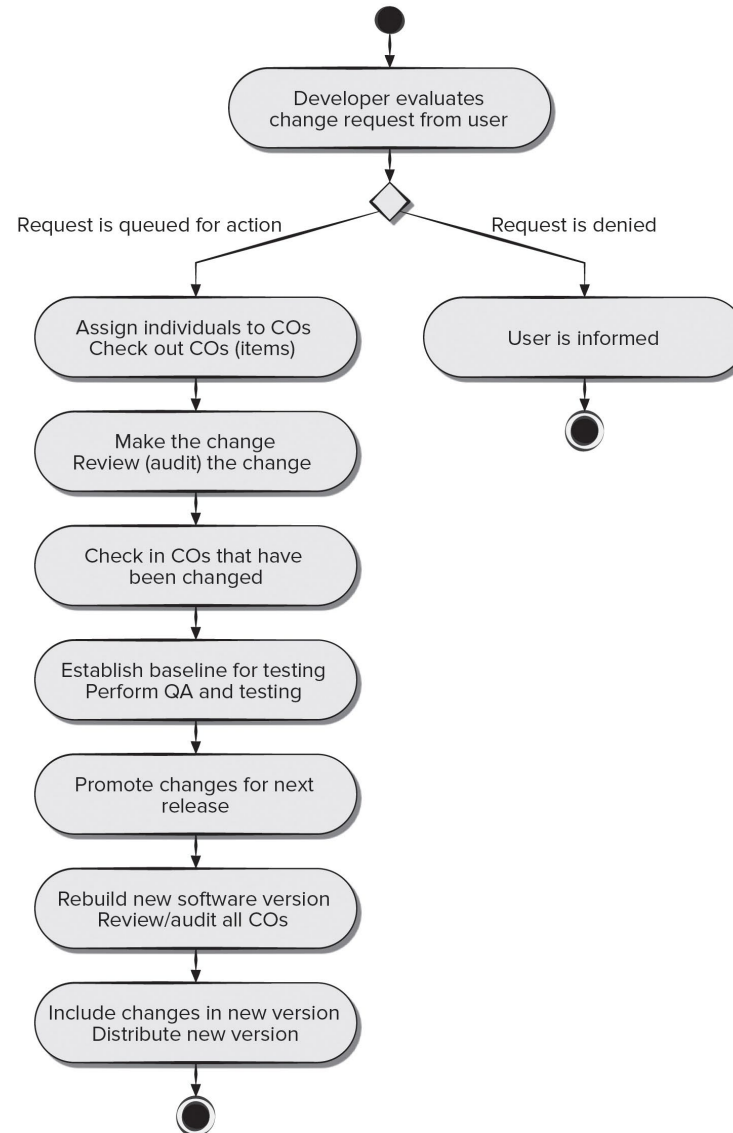 Developer evaluates
change request from user
Request is queued for action
Request is denied
Assign individuals to COs
Check out COs (items)
User is informed
Make the change
Review (audit) the change
Check in COs that have
been changed
Establish baseline for testing
Perform QA and testing
Promote changes for next
release
Rebuild new software version
Review/audit all COs
Include changes in new version
Distribute new version